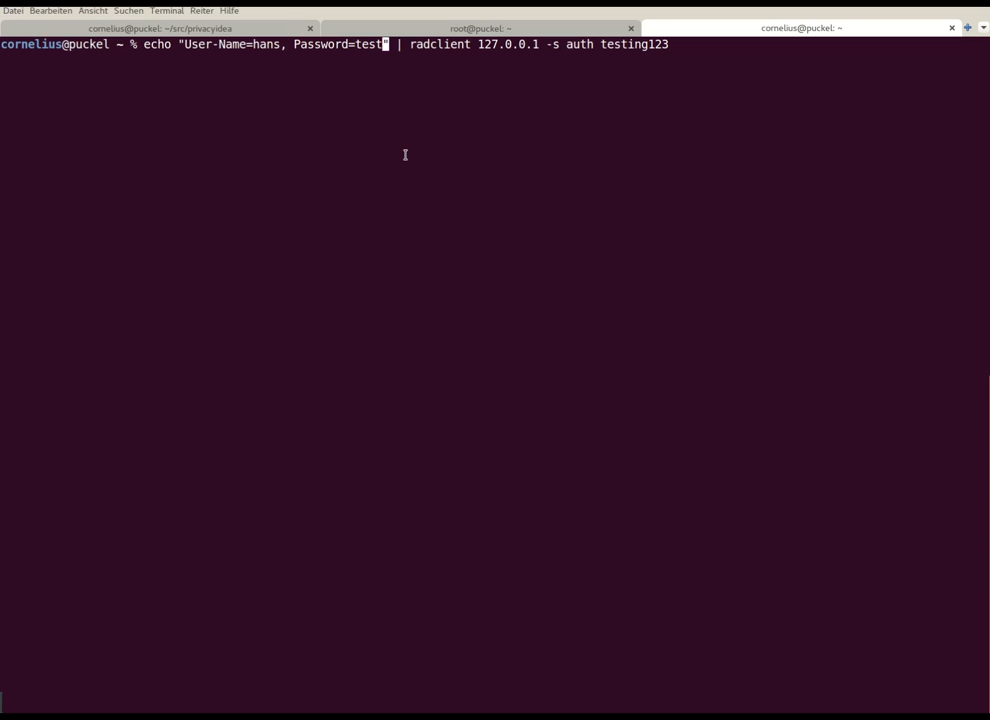 Datei Bearbeiten Ansicht Suchen Terminal Reiter Hilfe
cornelius@puckel: ~/src/privacyidea × root@puckel: ~ × cornelius@puckel: ~ ×
cornelius@puckel ~ % echo "User-Name=hans, Password=test" | radclient 127.0.0.1 -s auth testing123